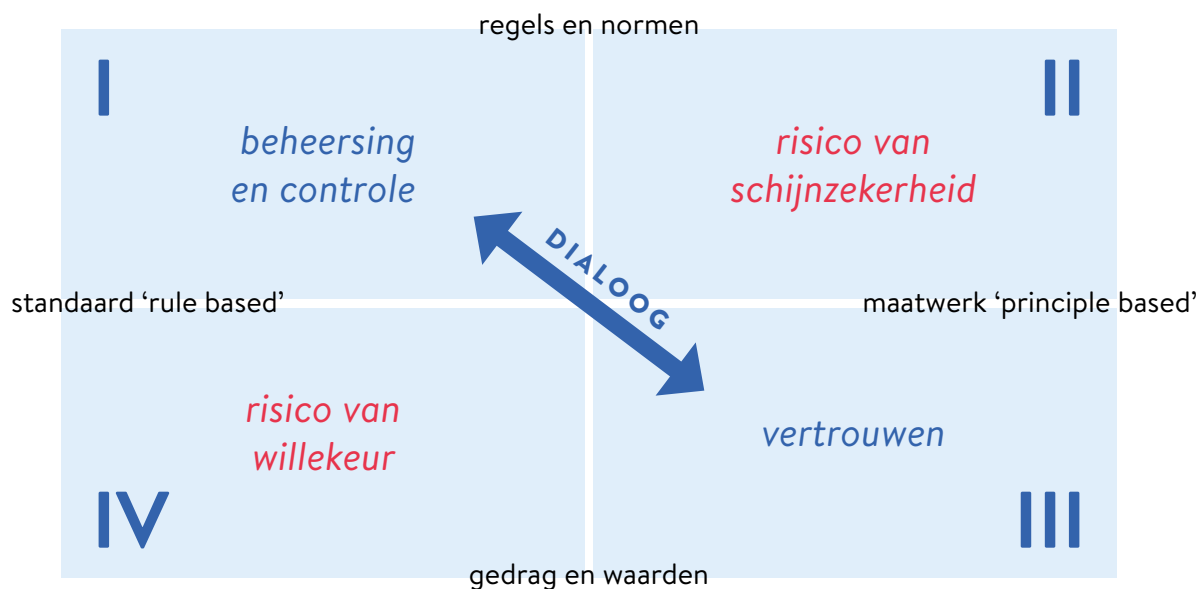 regels en normen
I
II
beheersing
en controle
risico van
schijnzekerheid
DIALOOG
standaard ‘rule based’
maatwerk ‘principle based’
risico van
willekeur
vertrouwen
IV
III
gedrag en waarden